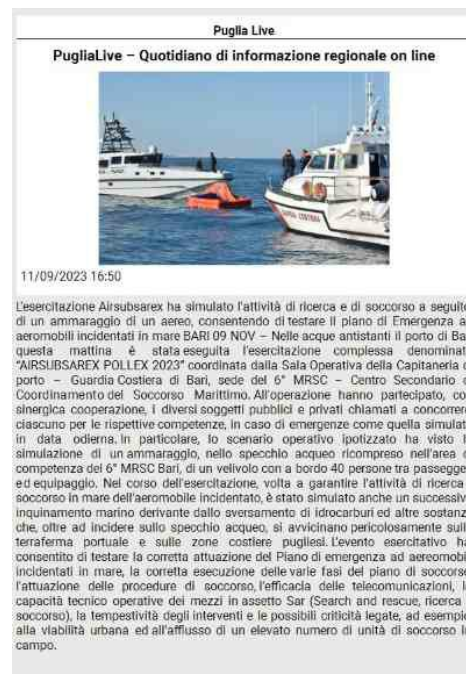 Puglia Live
PugliaLive – Quotidiano di informazione regionale on line
GUARDIA COSTIERA
11/09/2023 16:50
L'esercitazione Airsubsarex ha simulato l'attività di ricerca e di soccorso a seguito
di un ammaraggio di un aereo, consentendo di testare il piano di Emergenza a
aeromobili incidentati in mare BARI 09 NOV – Nelle acque antistanti il porto di Ba
questa mattina è stata eseguita l'esercitazione complessa denominat
"AIRSUBSAREX POLLEX 2023" coordinata dalla Sala Operativa della Capitaneria d
porto – Guardia Costiera di Bari, sede del 6° MRSC – Centro Secondario d
Coordinamento del Soccorso Marittimo. All'operazione hanno partecipato, co
sinergica cooperazione, i diversi soggetti pubblici e privati chiamati a concorrer
ciascuno per le rispettive competenze, in caso di emergenze come quella simulat
in data odierna. In particolare, lo scenario operativo ipotizzato ha visto l
simulazione di un ammaraggio, nello specchio acqueo ricompreso nell'area d
competenza del 6° MRSC Bari, di un velivolo con a bordo 40 persone tra passegge
ed equipaggio. Nel corso dell'esercitazione, volta a garantire l'attività di ricerca
soccorso in mare dell'aeromobile incidentato, è stato simulato anche un successiv
inquinamento marino derivante dallo sversamento di idrocarburi ed altre sostanz
che, oltre ad incidere sullo specchio acqueo, si avvicinano pericolosamente sull
terraferma portuale e sulle zone costiere pugliesi. L'evento esercitativo ha
consentito di testare la corretta attuazione del Piano di emergenza ad aereomobil
incidentati in mare, la corretta esecuzione delle varie fasi del piano di soccorso
l'attuazione delle procedure di soccorso, l'efficacia delle telecomunicazioni, l
capacità tecnico operative dei mezzi in assetto Sar (Search and rescue, ricerca
soccorso), la tempestività degli interventi e le possibili criticità legate, ad esempio
alla viabilità urbana ed all'afflusso di un elevato numero di unità di soccorso i
campo.